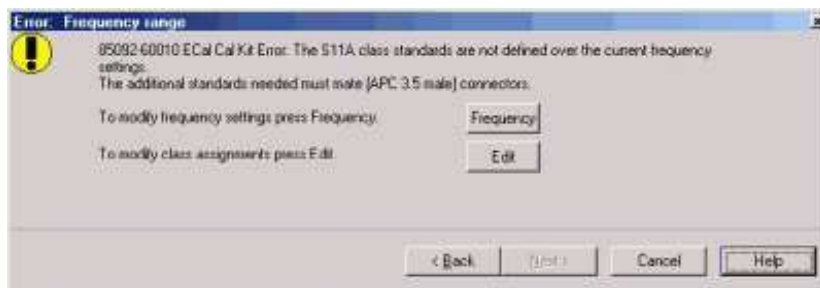 Error: Frequency range
85092-60010 ECal Cal Kit Error. The S11A class standards are not defined over the current frequency
settings.
The additional standards needed must mate [APC 3.5 male] connectors.
To modify frequency settings press Frequency.
Frequency
To modify class assignments press Edit
Edit
< Back
Next >
Cancel
Help